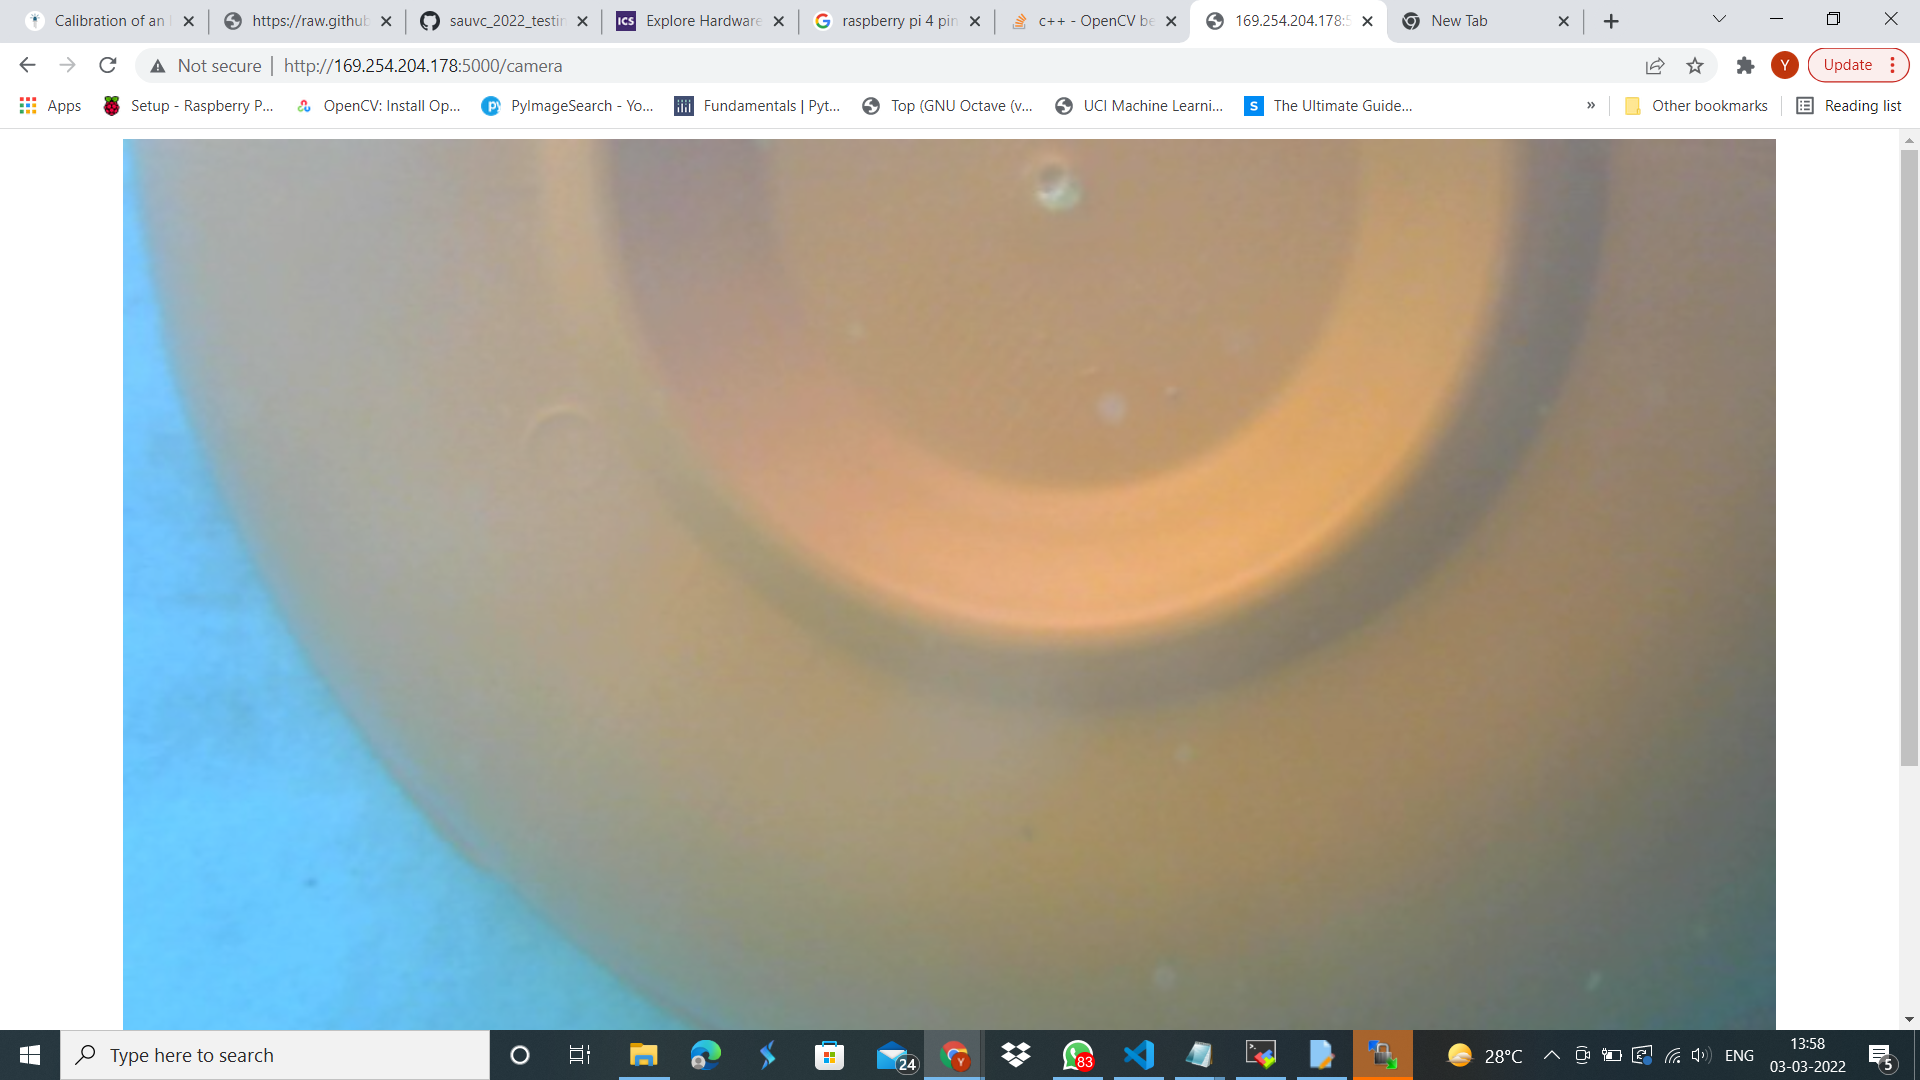 Calibration of an
https://raw.github
sauvc_2022_testin
ICS Explore Hardware
raspberry pi 4 pin
c++ - OpenCV be
169.254.204.178:5
New Tab
Not secure | http://169.254.204.178:5000/camera
Y
Update
Apps
Setup - Raspberry P...
OpenCV: Install Op...
PyImageSearch - Yo...
Fundamentals | Pyt...
Top (GNU Octave (v...
UCI Machine Learni...
S The Ultimate Guide...
»
Other bookmarks
Reading list
Type here to search
24
Y
83
28°C
ENG
13:58
03-03-2022
5